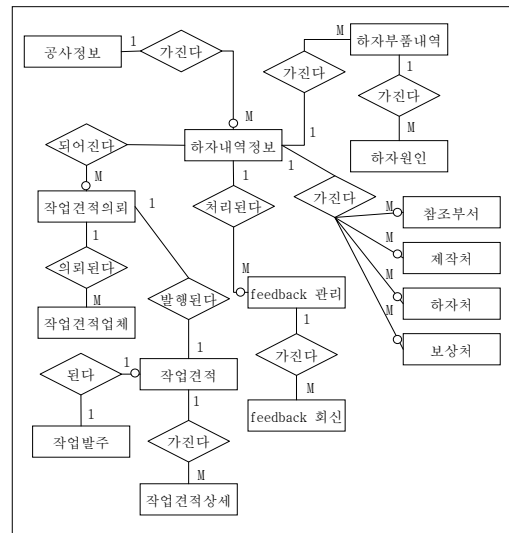 공사정보
1
가진다
M
하자부품내역
M
1
가진다
가진다
M
하자원인
되어진다
하자내역정보
1
1
1
M
작업견적의뢰
1
1
처리된다
가진다
M
참조부서
M
제작처
M
하자처
M
보상처
의뢰된다
M
작업견적업체
발행된다
M
feedback 관리
1
1
가진다
M
feedback 회신
된다
1
작업견적
1
작업발주
1
가진다
M
작업견적상세